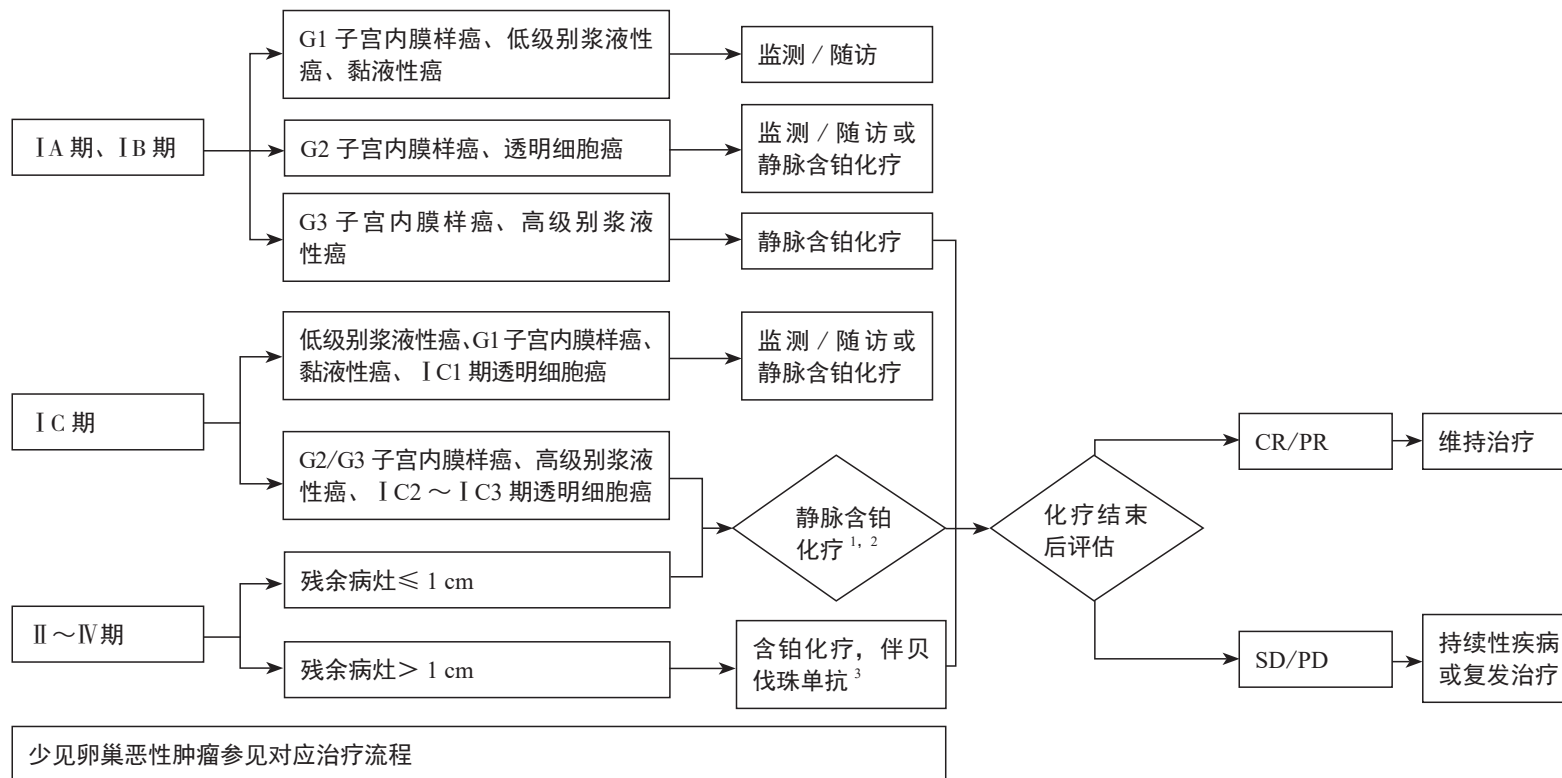 ⅠA 期、ⅠB 期
G1 子宫内膜样癌、低级别浆液性
癌、黏液性癌
监测 / 随访
G2 子宫内膜样癌、透明细胞癌
监测 / 随访或
静脉含铂化疗
G3 子宫内膜样癌、高级别浆液
性癌
静脉含铂化疗
ⅠC 期
低级别浆液性癌、G1 子宫内膜样癌、
黏液性癌、ⅠC1 期透明细胞癌
监测 / 随访或
静脉含铂化疗
G2/G3 子宫内膜样癌、高级别浆液
性癌、ⅠC2～ⅠC3 期透明细胞癌
静脉含铂
化疗 1, 2
Ⅱ～Ⅳ期
残余病灶≤ 1 cm
残余病灶＞ 1 cm
含铂化疗，伴贝
伐珠单抗 3
化疗结束
后评估
CR/PR
维持治疗
SD/PD
持续性疾病
或复发治疗
少见卵巢恶性肿瘤参见对应治疗流程